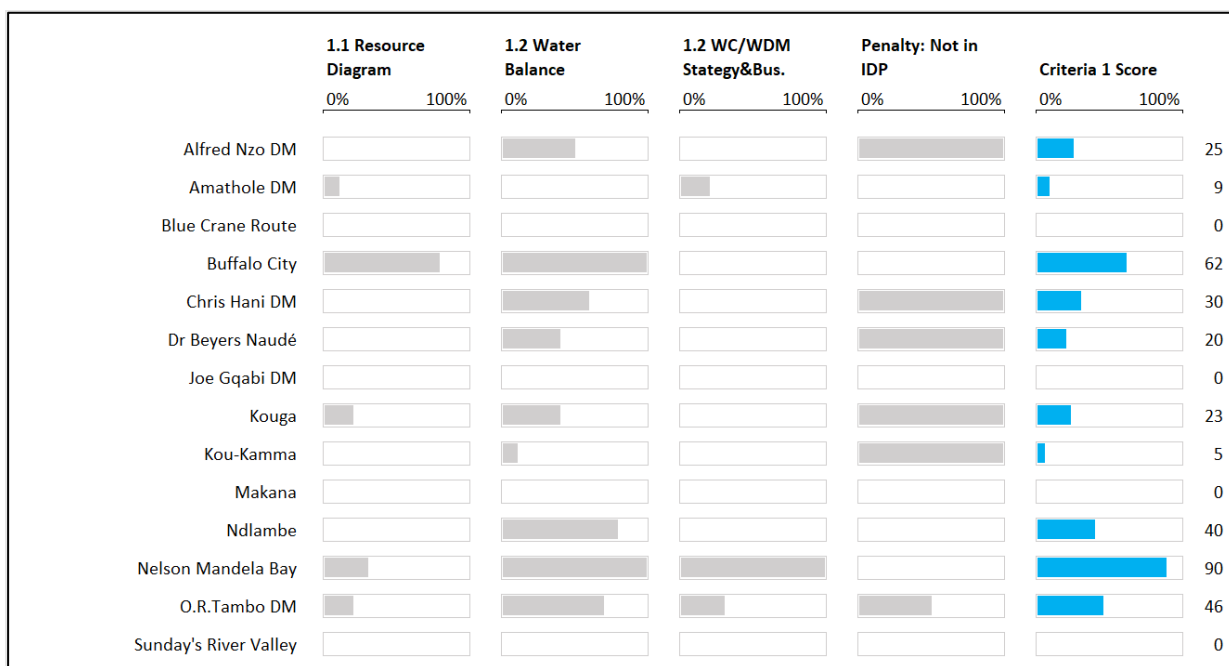 1.1 Resource Diagram 1.2 Water Balance 1.2 WC/WDM Stategy&Bus. Penalty: Not in IDP Criteria 1 Score
0% 100% 0% 100% 0% 100% 0% 100% 0% 100%
Alfred Nzo DM 25
Amathole DM 9
Blue Crane Route 0
Buffalo City 62
Chris Hani DM 30
Dr Beyers Naudé 20
Joe Gqabi DM 0
Kouga 23
Kou-Kamma 5
Makana 0
Ndlambe 40
Nelson Mandela Bay 90
O.R.Tambo DM 46
Sunday's River Valley 0